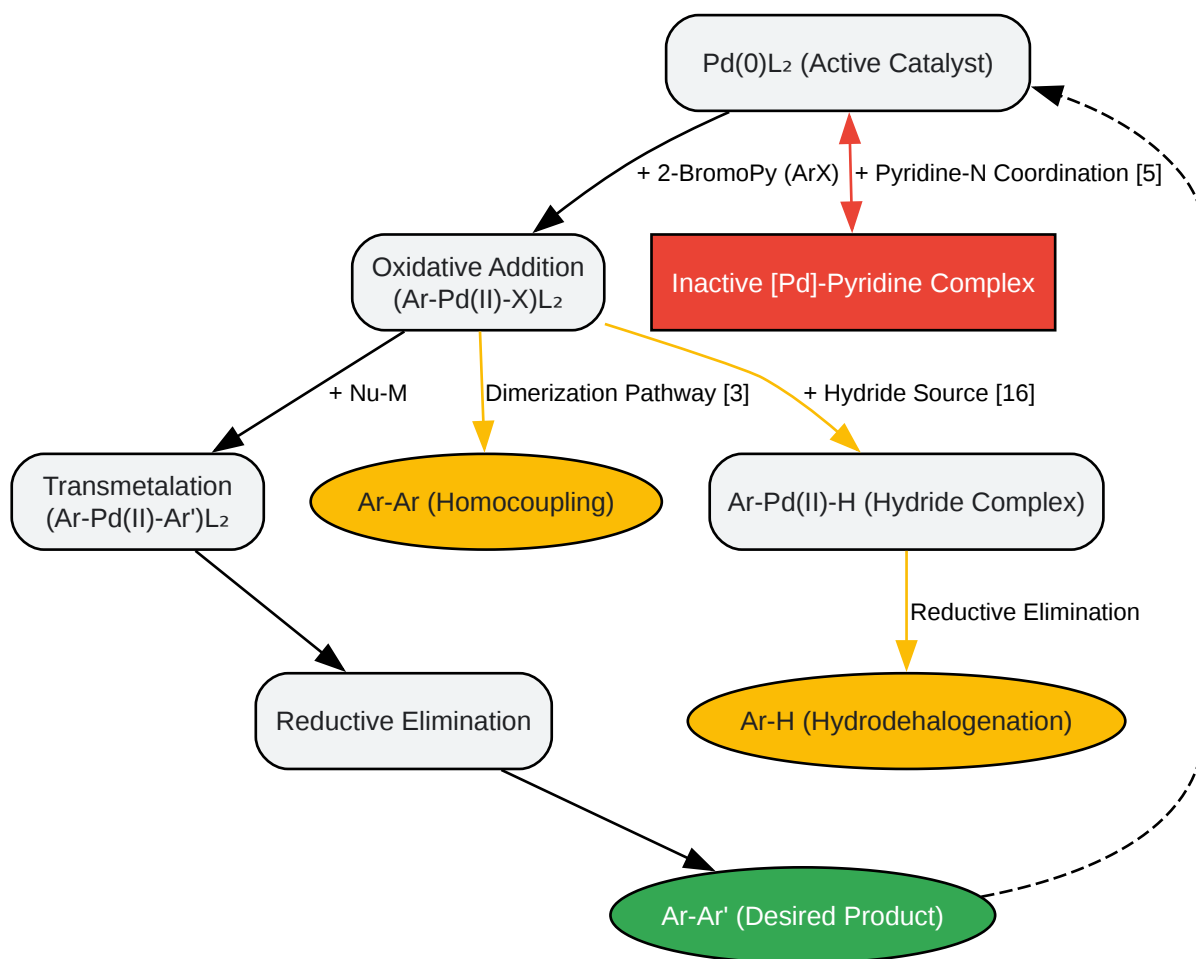 Pd(0)L₂ (Active Catalyst)
+ 2-BromoPy (ArX)
+ Pyridine-N Coordination [5]
Oxidative Addition
(Ar-Pd(II)-X)L₂
Inactive [Pd]-Pyridine Complex
+ Nu-M
Dimerization Pathway [3]
+ Hydride Source [16]
Transmetalation
(Ar-Pd(II)-Ar')L₂
Ar-Ar (Homocoupling)
Ar-Pd(II)-H (Hydride Complex)
Reductive Elimination
Reductive Elimination
Ar-H (Hydrodehalogenation)
Ar-Ar' (Desired Product)